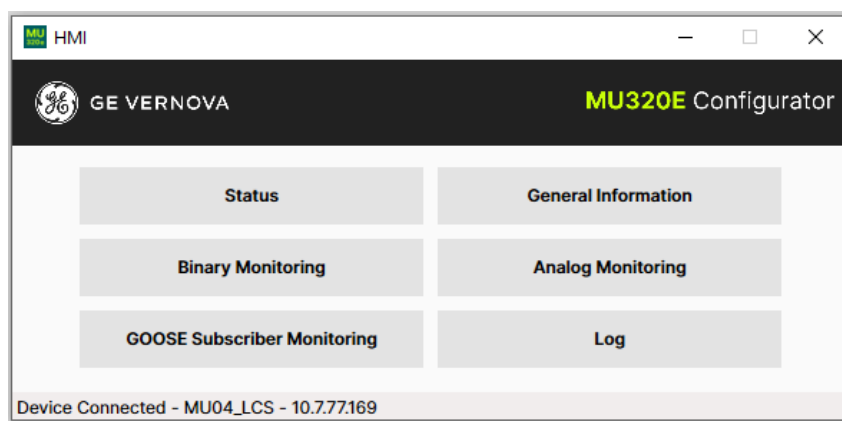 MU
320e
HMI
GE VERNOVA
MU320E Configurator
Status
General Information
Binary Monitoring
Analog Monitoring
GOOSE Subscriber Monitoring
Log
Device Connected - MU04_LCS - 10.7.77.169